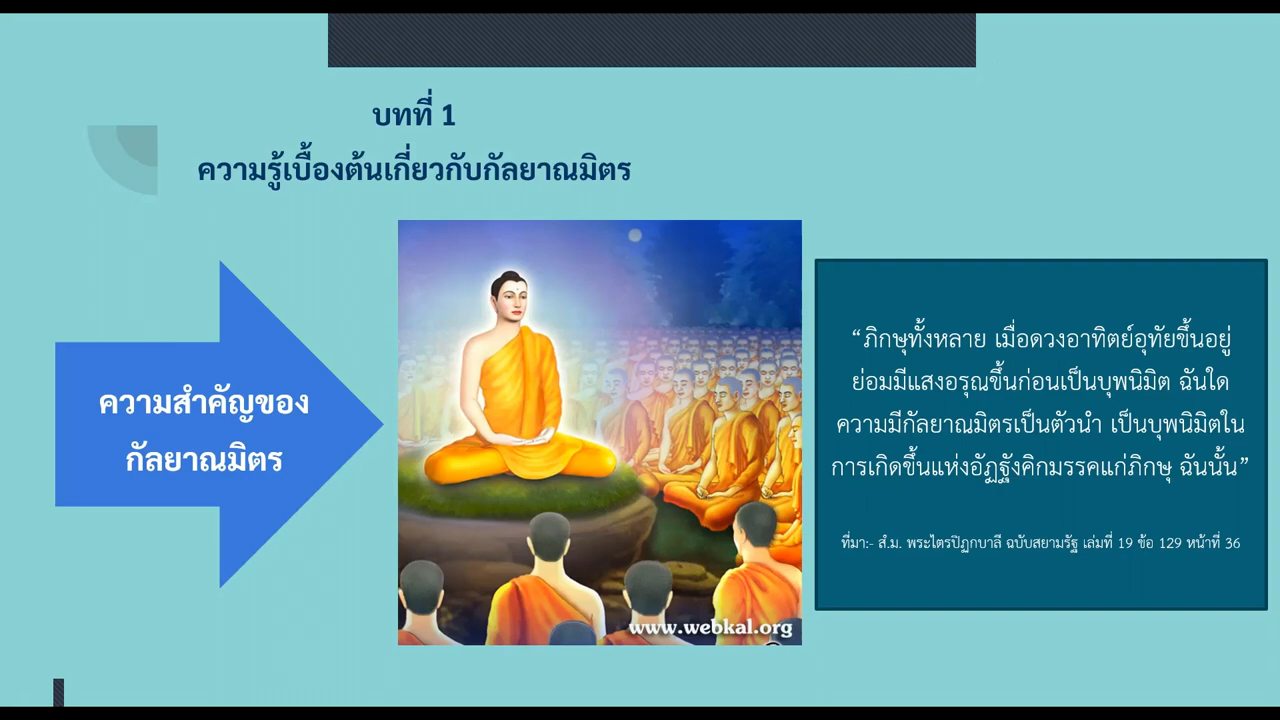 บทที่ 1
ความรู้เบื้องต้นเกี่ยวกับกัลยาณมิตร
ความสำคัญของ
กัลยาณมิตร
“ภิกษุทั้งหลาย เมื่อดวงอาทิตย์อุทัยขึ้นอยู่
ย่อมมีแสงอรุณขึ้นก่อนเป็นบุพนิมิต ฉันใด
ความมีกัลยาณมิตรเป็นตัวนำ เป็นบุพนิมิตใน
การเกิดขึ้นแห่งอัฏฐังคิกมรรคแก่ภิกษุ ฉันนั้น”
ที่มา:- สํ.ม. พระไตรปิฏกบาลี ฉบับสยามรัฐ เล่มที่ 19 ข้อ 129 หน้าที่ 36
www.webkal.org